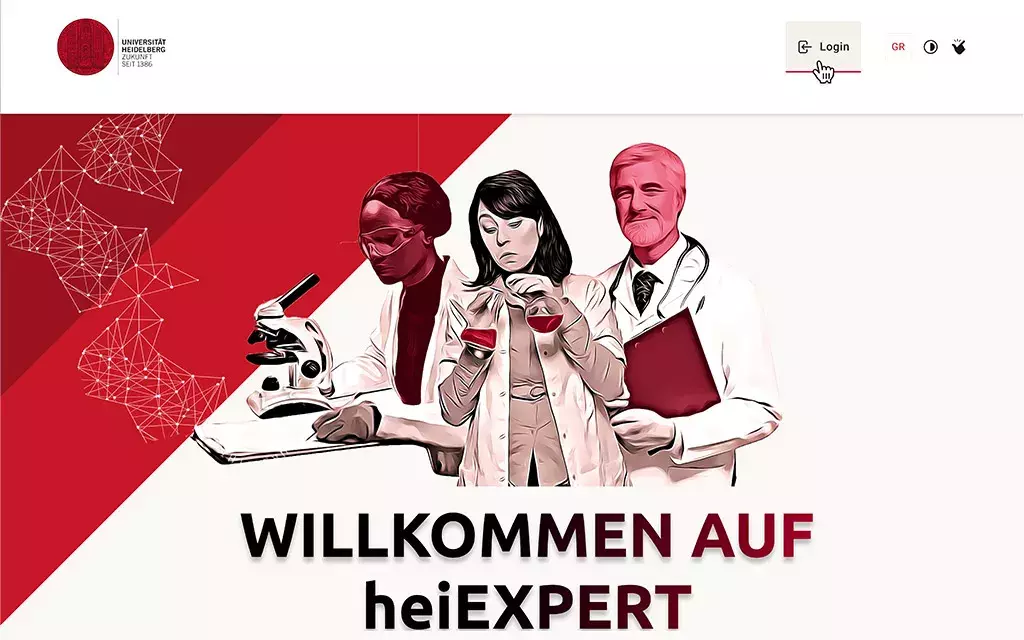 UNIVERSITÄT
HEIDELBERG
ZUKUNFT
SEIT 1386
Login
GR
WILLKOMMEN AUF
heiEXPERT